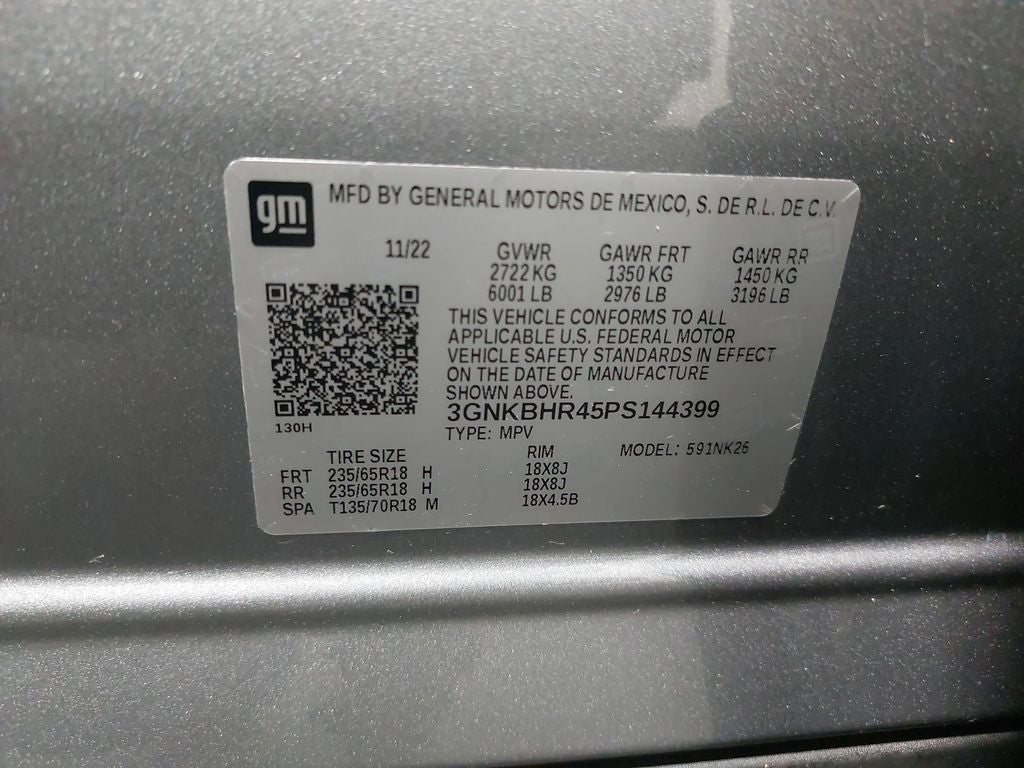 gm
MFD BY GENERAL MOTORS DE MEXICO, S. DE R.L. DE C.V.
11/22 GVWR GAWR FRT GAWR RR
2722 KG 1350 KG 1450 KG
6001 LB 2976 LB 3196 LB
THIS VEHICLE CONFORMS TO ALL
APPLICABLE U.S. FEDERAL MOTOR
VEHICLE SAFETY STANDARDS IN EFFECT
ON THE DATE OF MANUFACTURE
SHOWN ABOVE.
3GNKBHR45PS144399
130H
TYPE: MPV
TIRE SIZE RIM MODEL: 591NK26
FRT 235/65R18 H 18X8J
RR 235/65R18 H 18X8J
SPA T135/70R18 M 18X4.5B